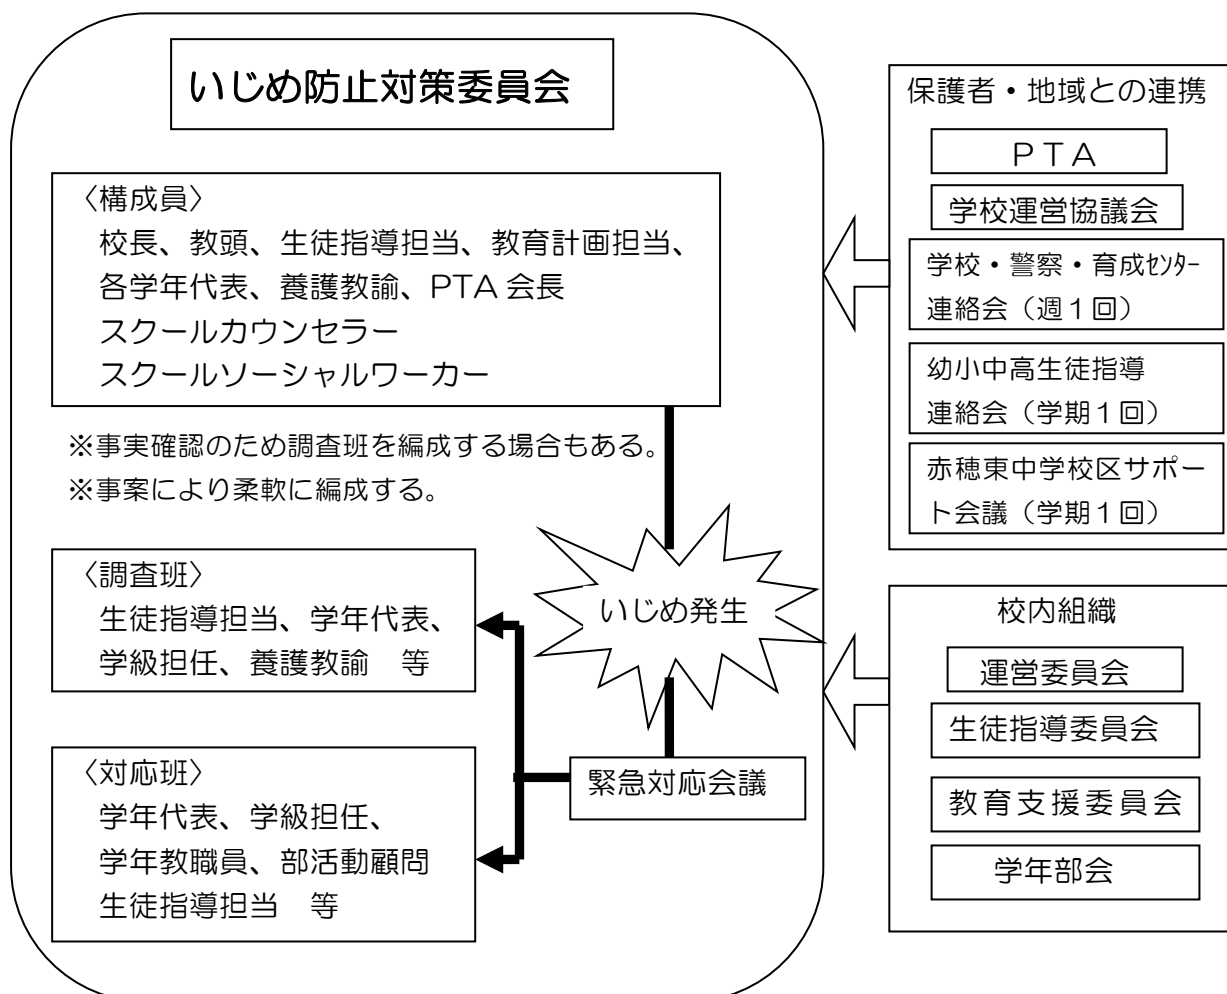 いじめ防止対策委員会
〈構成員〉
校長、教頭、生徒指導担当、教育計画担当、
各学年代表、養護教諭、PTA 会長
スクールカウンセラー
スクールソーシャルワーカー
※事実確認のため調査班を編成する場合もある。
※事案により柔軟に編成する。
〈調査班〉
生徒指導担当、学年代表、
学級担任、養護教諭　等
〈対応班〉
学年代表、学級担任、
学年教職員、部活動顧問
生徒指導担当　等
いじめ発生
緊急対応会議
保護者・地域との連携
ＰＴＡ
学校運営協議会
学校・警察・育成ｾﾝﾀｰ
連絡会（週１回）
幼小中高生徒指導
連絡会（学期１回）
赤穂東中学校区サポー
ト会議（学期１回）
校内組織
運営委員会
生徒指導委員会
教育支援委員会
学年部会